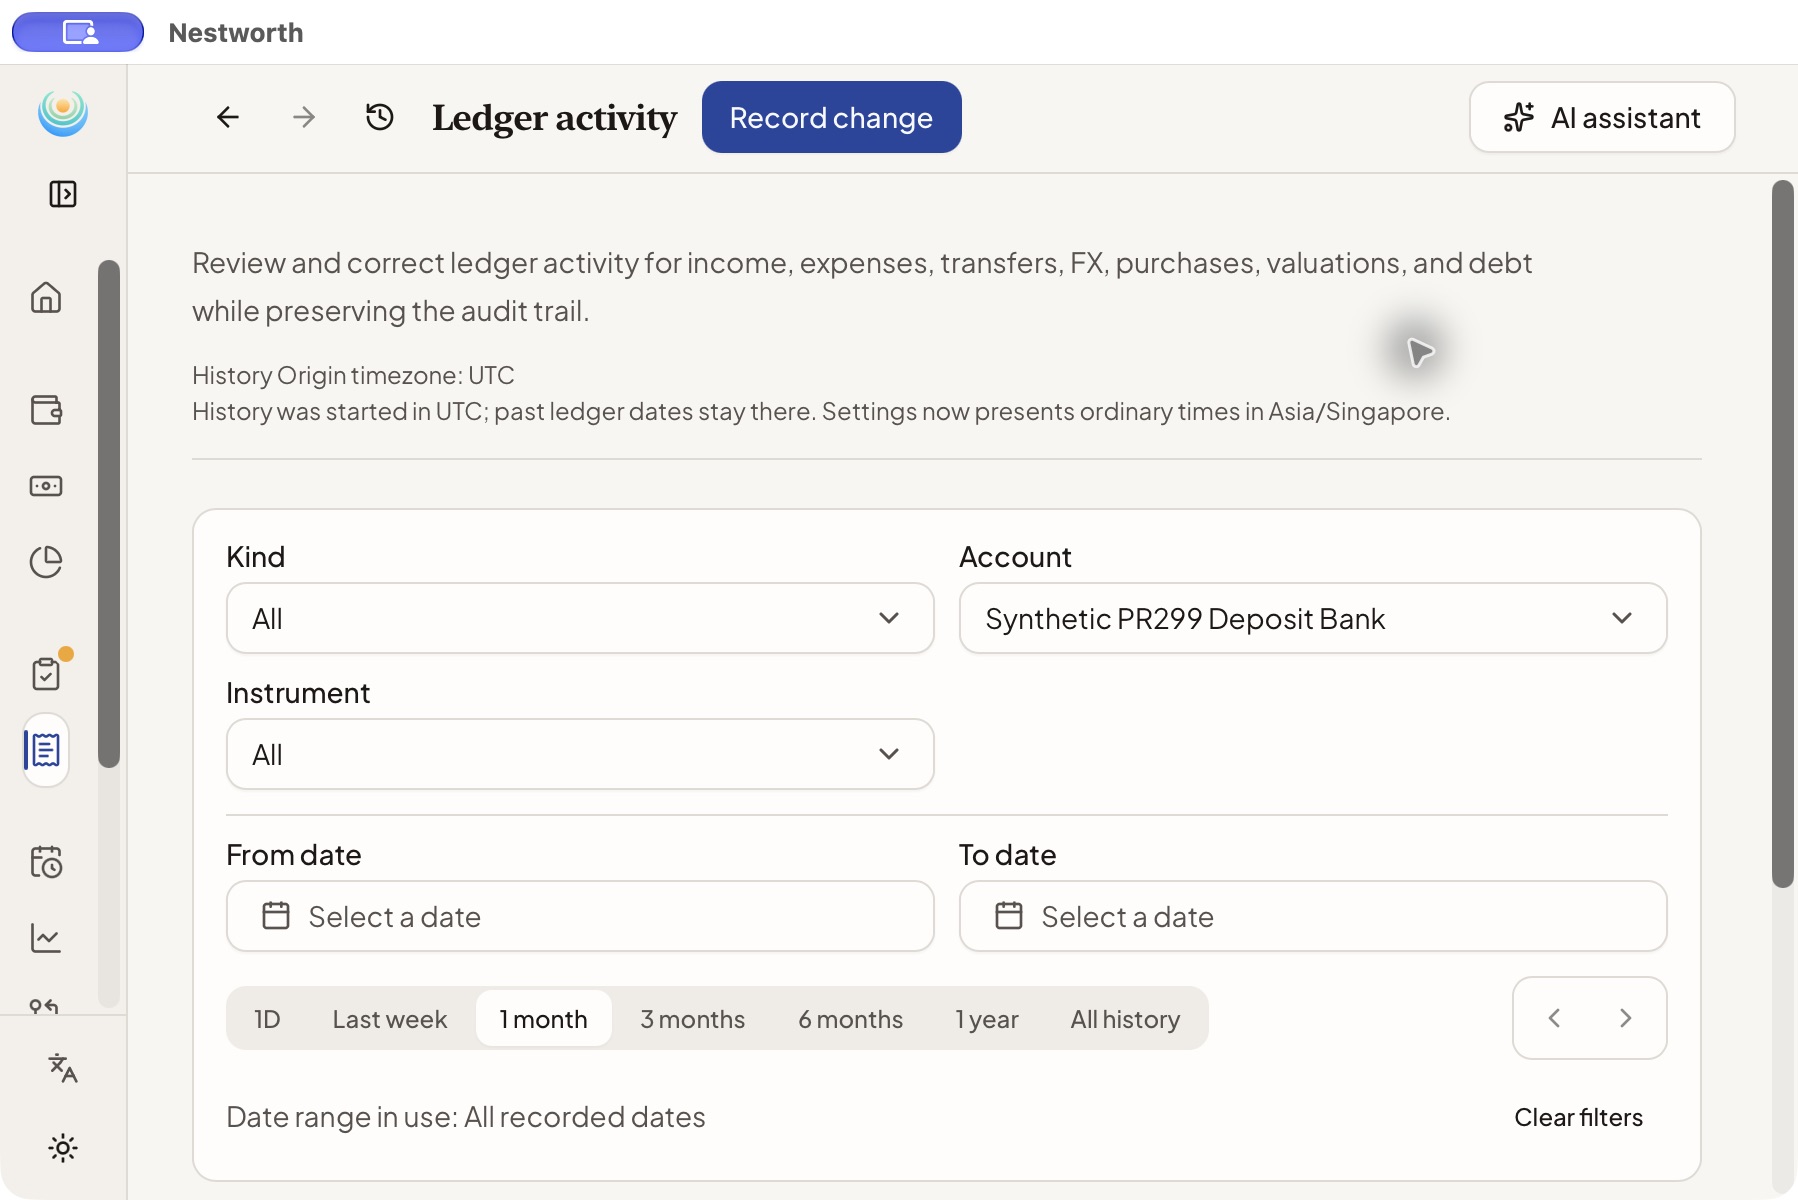 Nestworth
Ledger activity
Record change
AI assistant
Review and correct ledger activity for income, expenses, transfers, FX, purchases, valuations, and debt
while preserving the audit trail.
History Origin timezone: UTC
History was started in UTC; past ledger dates stay there. Settings now presents ordinary times in Asia/Singapore.
Kind
Account
All
Synthetic PR299 Deposit Bank
Instrument
All
From date
To date
Select a date
Select a date
1D
Last week
1 month
3 months
6 months
1 year
All history
Date range in use: All recorded dates
Clear filters